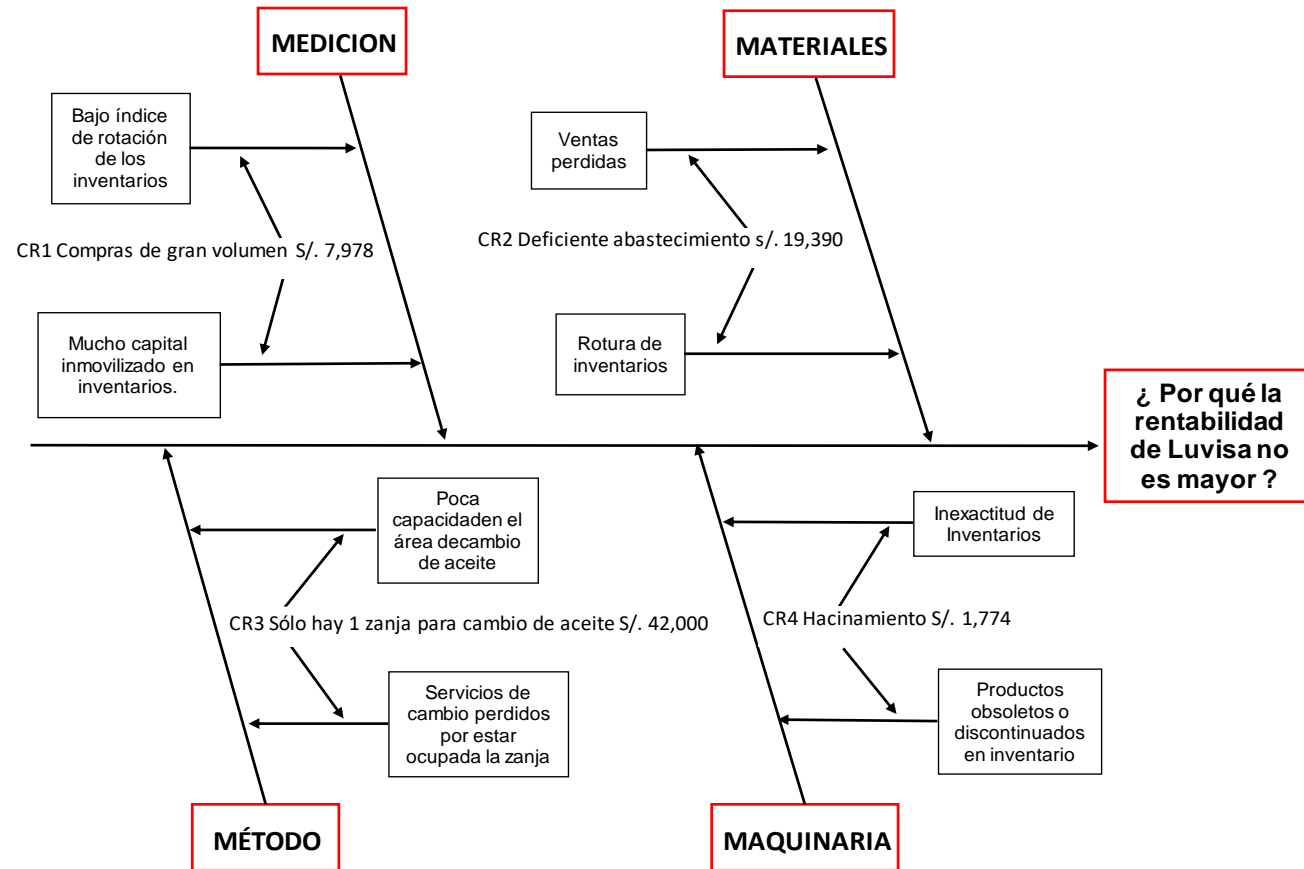 MEDICION
MATERIALES
Bajo índice
de rotación
de los
inventarios
Ventas
perdidas
CR1 Compras de gran volumen S/. 7,978
CR2 Deficiente abastecimiento s/. 19,390
Mucho capital
inmovilizado en
inventarios.
Rotura de
inventarios
¿ Por qué la
rentabilidad
de Luvisa no
es mayor ?
Poca
capacidaden el
área decambio
de aceite
Inexactitud de
Inventarios
CR3 Sólo hay 1 zanja para cambio de aceite S/. 42,000
CR4 Hacinamiento S/. 1,774
Servicios de
cambio perdidos
por estar
ocupada la zanja
Productos
obsoletos o
discontinuados
en inventario
MÉTODO
MAQUINARIA